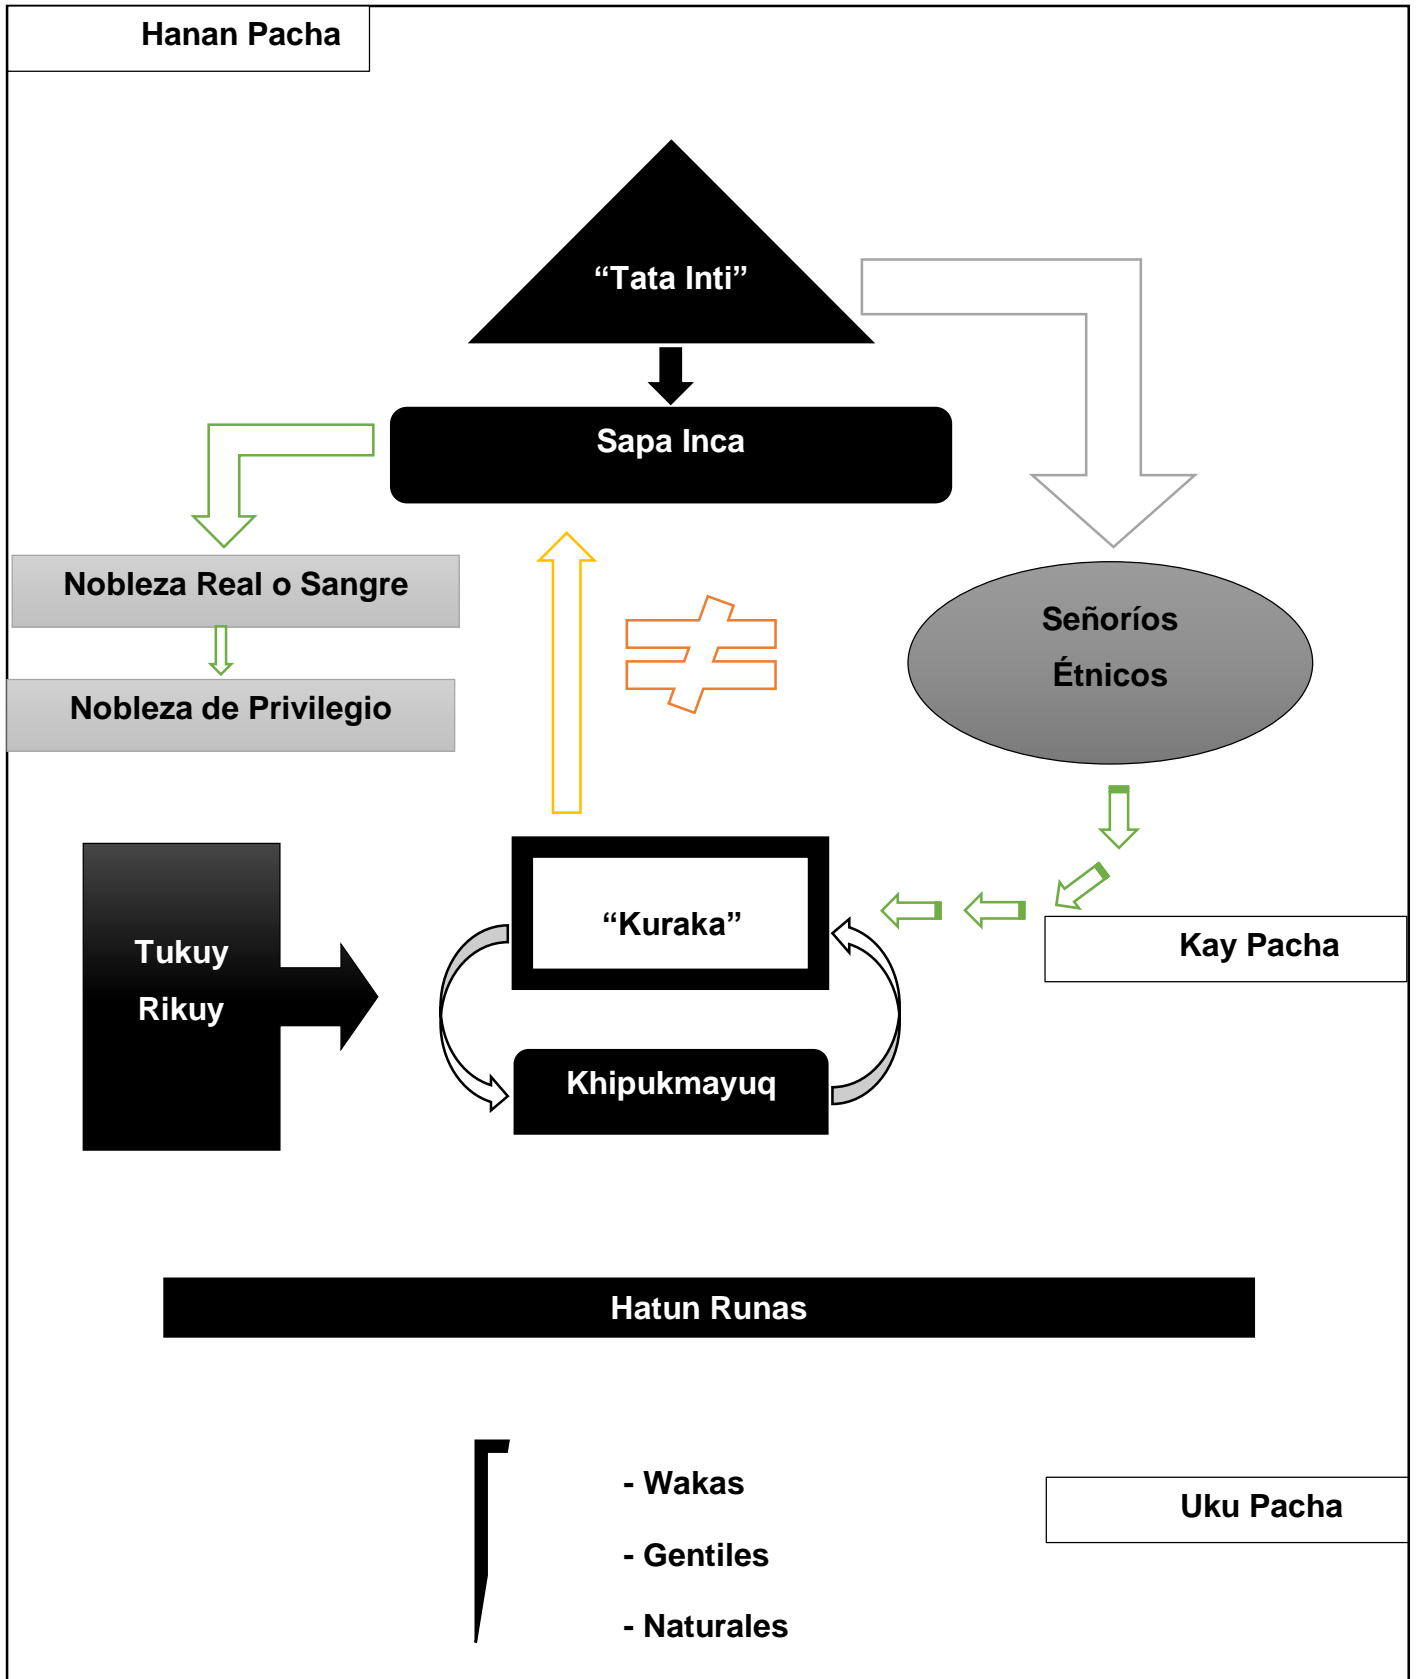 Hanan Pacha
“Tata Inti”
Sapa Inca
Nobleza Real o Sangre
Señoríos
Étnicos
Nobleza de Privilegio
“Kuraka”
Tukuy
Rikuy
Kay Pacha
Khipukmayuq
Hatun Runas
- Wakas
Uku Pacha
- Gentiles
- Naturales